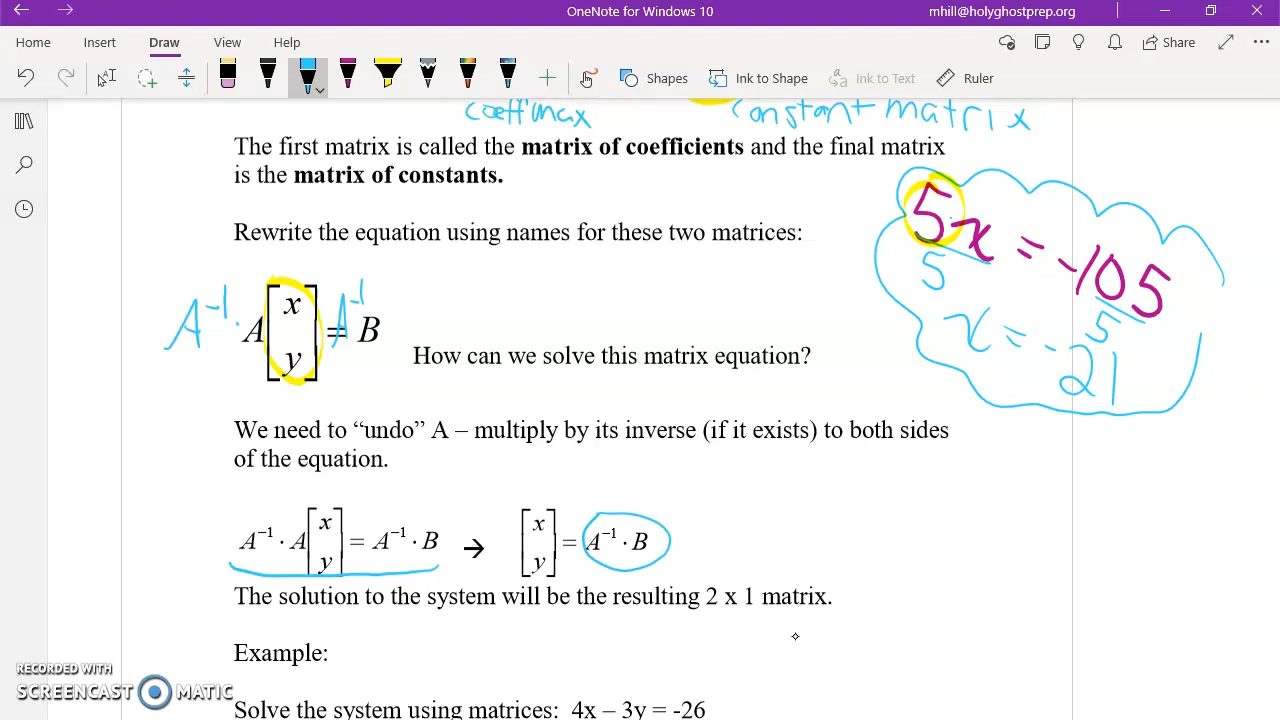 OneNote for Windows 10
mhill@holyghostprep.org
Home Insert Draw View Help
Share
Shapes Ink to Shape Ink to Text Ruler
coeff max constant matrix
The first matrix is called the matrix of coefficients and the final matrix
is the matrix of constants.
5x = -105
5 5
x = -21
Rewrite the equation using names for these two matrices:
A⁻¹ · A [x y] = A⁻¹ B
How can we solve this matrix equation?
We need to “undo” A – multiply by its inverse (if it exists) to both sides
of the equation.
A⁻¹ · A [x y] = A⁻¹ · B → [x y] = A⁻¹ · B
The solution to the system will be the resulting 2 x 1 matrix.
Example:
Solve the system using matrices: 4x – 3y = -26
RECORDED WITH
SCREENCAST MATIC